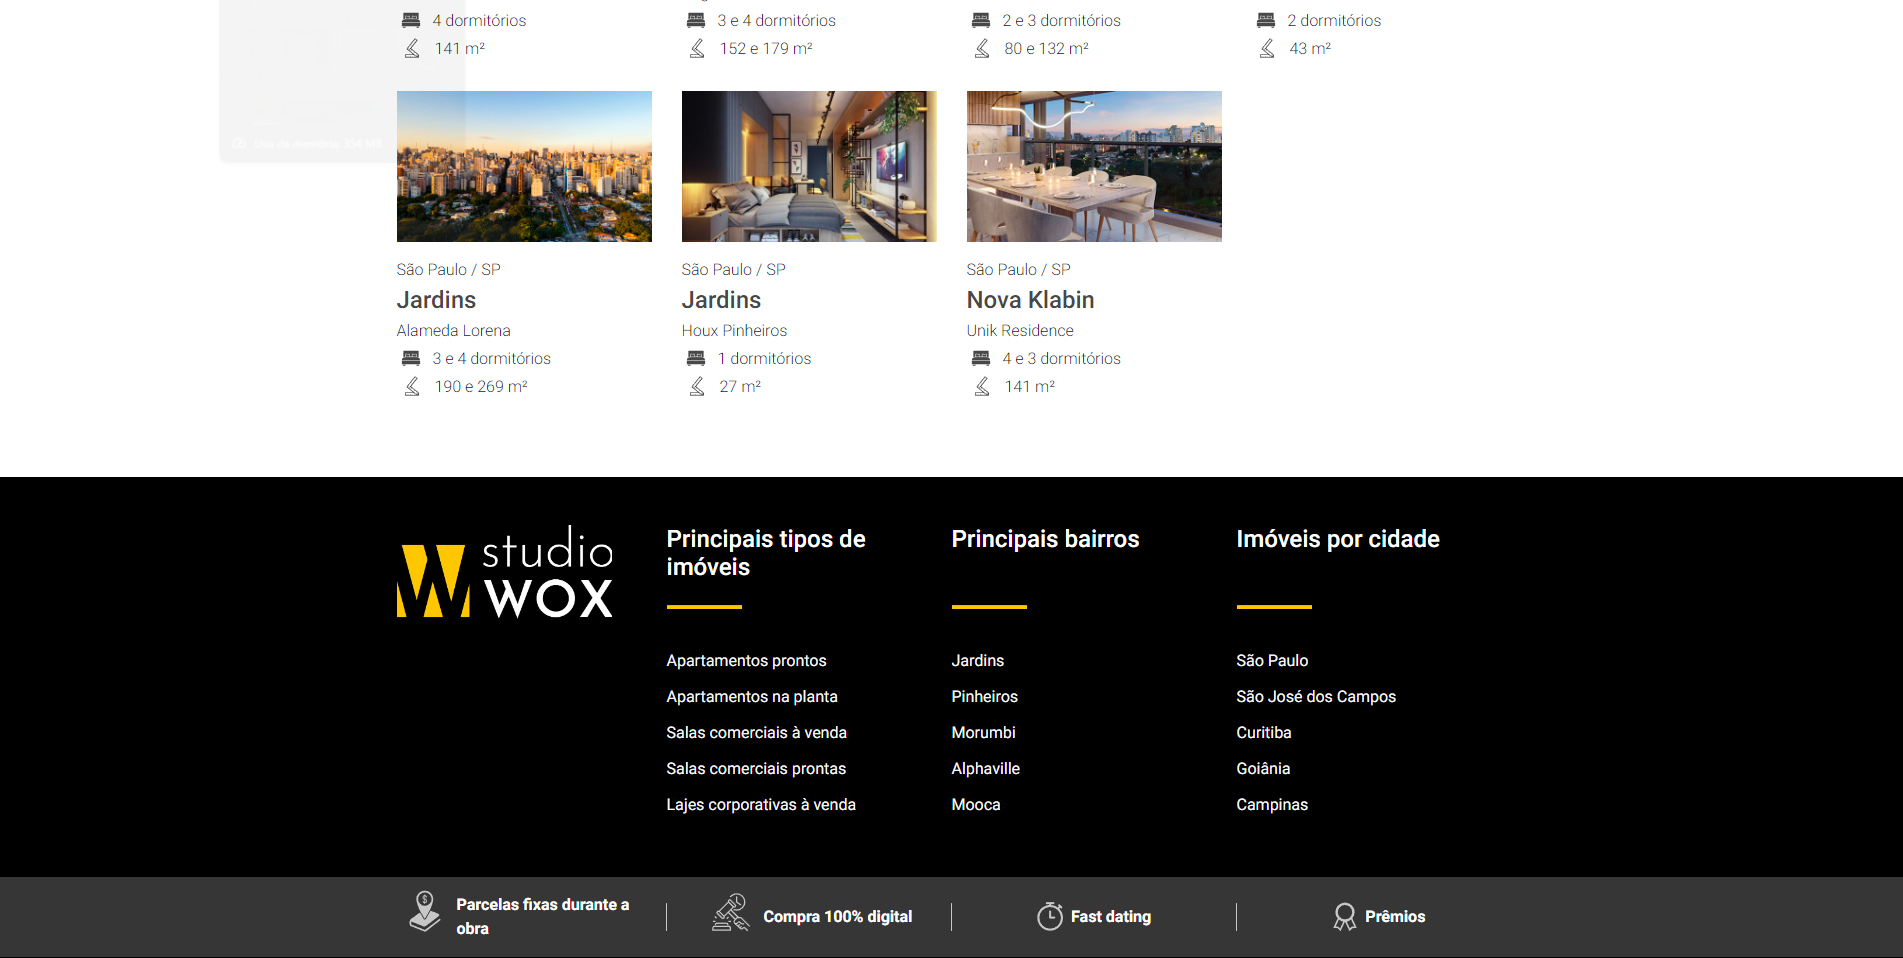 4 dormitórios
3 e 4 dormitórios
2 e 3 dormitórios
2 dormitórios
141 m²
152 e 179 m²
80 e 132 m²
43 m²
São Paulo / SP
Jardins
Alameda Lorena
3 e 4 dormitórios
190 e 269 m²
São Paulo / SP
Jardins
Houx Pinheiros
1 dormitórios
27 m²
São Paulo / SP
Nova Klabin
Unik Residence
4 e 3 dormitórios
141 m²
studio
WOX
Principais tipos de
imóveis
Apartamentos prontos
Apartamentos na planta
Salas comerciais à venda
Salas comerciais prontas
Lajes corporativas à venda
Principais bairros
Jardins
Pinheiros
Morumbi
Alphaville
Mooca
Imóveis por cidade
São Paulo
São José dos Campos
Curitiba
Goiânia
Campinas
Parcelas fixas durante a
obra
Compra 100% digital
Fast dating
Prêmios